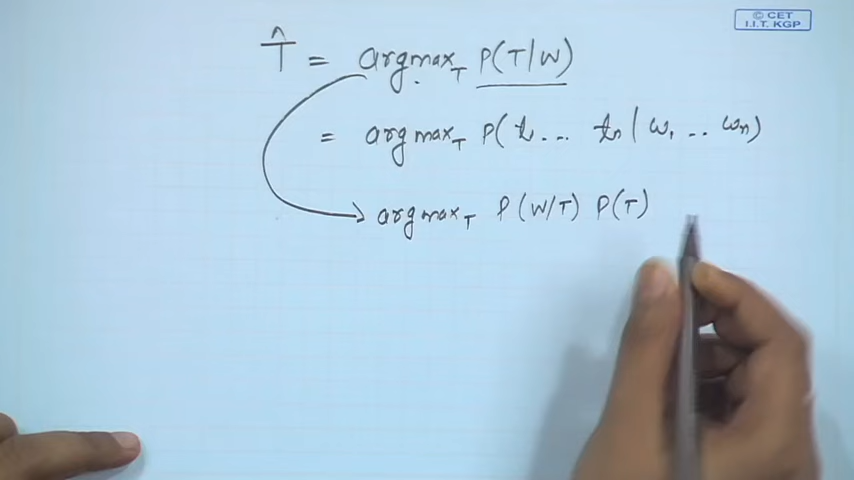 © CET
I.I.T. KGP
T̂ = argmax_T P(T/W)
= argmax_T P(t₁ ... tₙ | w₁ .. wₙ)
argmax_T P(W/T) P(T)